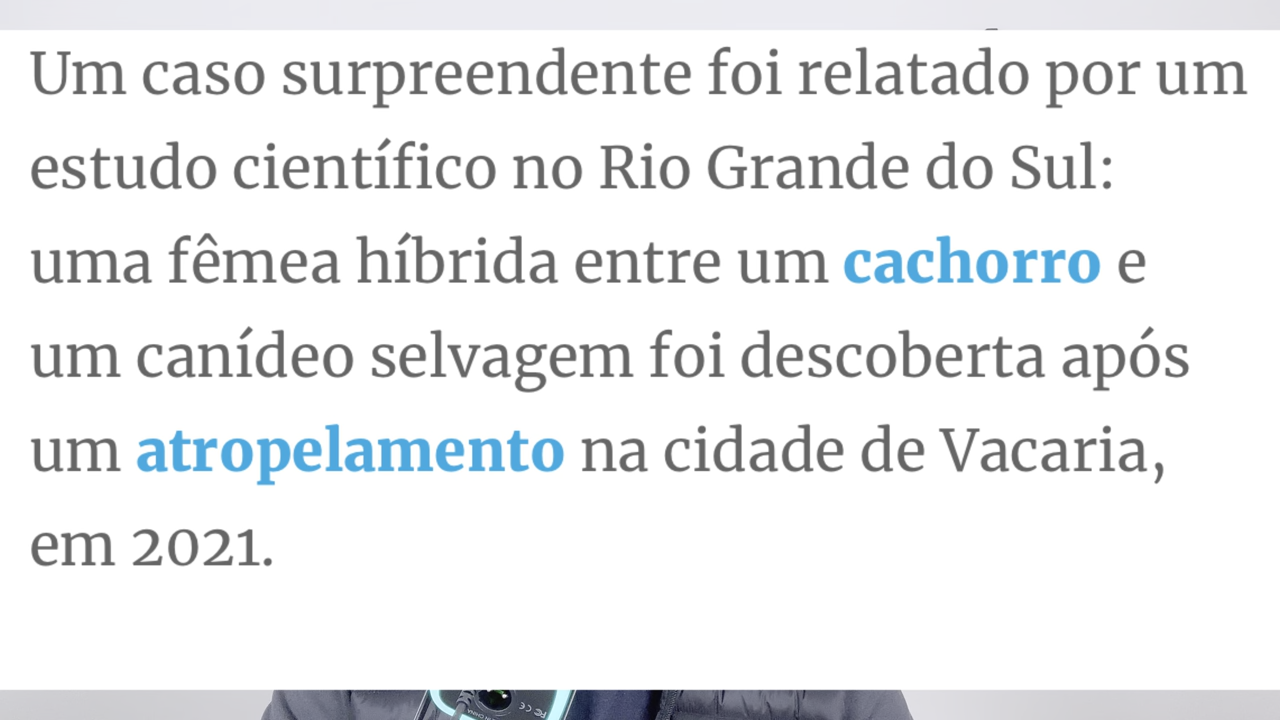 Um caso surpreendente foi relatado por um
estudo científico no Rio Grande do Sul:
uma fêmea híbrida entre um cachorro e
um canídeo selvagem foi descoberta após
um atropelamento na cidade de Vacaria,
em 2021.